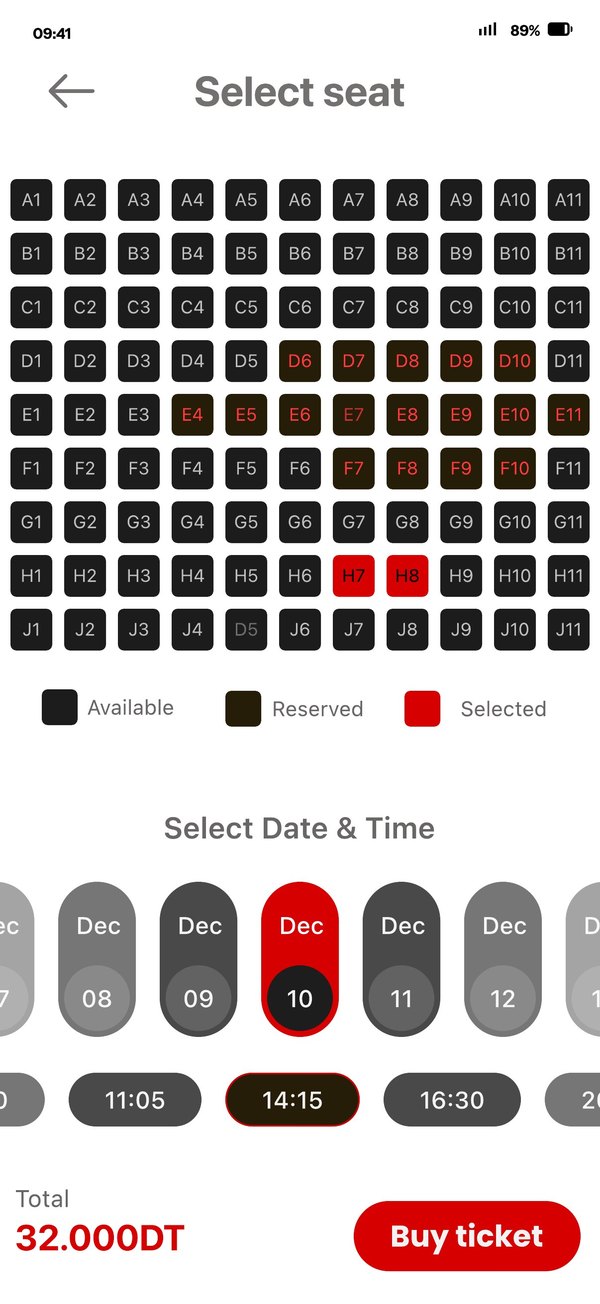 09:41 89%
Select seat
A1 A2 A3 A4 A5 A6 A7 A8 A9 A10 A11
B1 B2 B3 B4 B5 B6 B7 B8 B9 B10 B11
C1 C2 C3 C4 C5 C6 C7 C8 C9 C10 C11
D1 D2 D3 D4 D5 D6 D7 D8 D9 D10 D11
E1 E2 E3 E4 E5 E6 E7 E8 E9 E10 E11
F1 F2 F3 F4 F5 F6 F7 F8 F9 F10 F11
G1 G2 G3 G4 G5 G6 G7 G8 G9 G10 G11
H1 H2 H3 H4 H5 H6 H7 H8 H9 H10 H11
J1 J2 J3 J4 D5 J6 J7 J8 J9 J10 J11
Available Reserved Selected
Select Date & Time
Dec Dec Dec Dec Dec
08 09 10 11 12
11:05 14:15 16:30
Total
32.000DT
Buy ticket